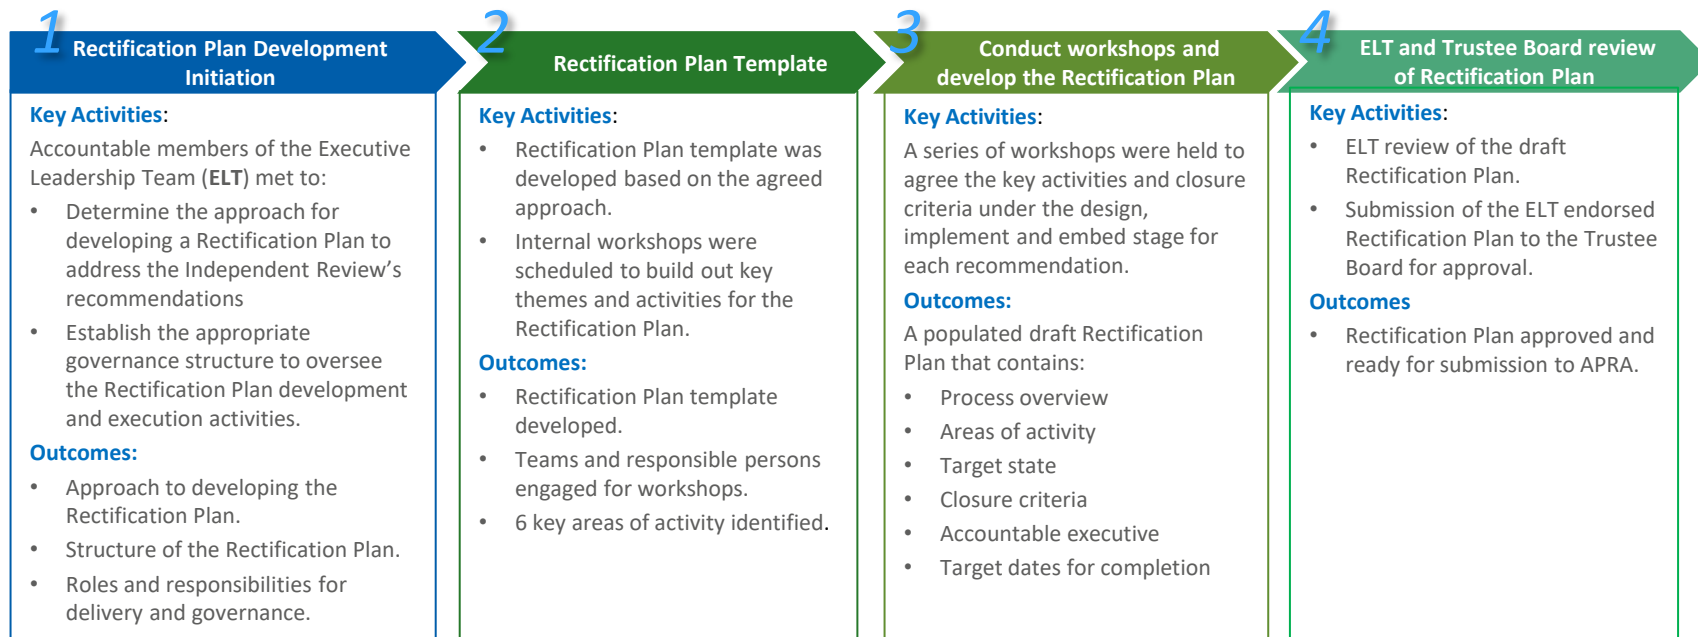 1
Rectification Plan Development
Initiation
Key Activities:
Accountable members of the Executive
Leadership Team (ELT) met to:
• Determine the approach for
developing a Rectification Plan to
address the Independent Review’s
recommendations
• Establish the appropriate
governance structure to oversee
the Rectification Plan development
and execution activities.
Outcomes:
• Approach to developing the
Rectification Plan.
• Structure of the Rectification Plan.
• Roles and responsibilities for
delivery and governance.
2
Rectification Plan Template
Key Activities:
• Rectification Plan template was
developed based on the agreed
approach.
• Internal workshops were
scheduled to build out key
themes and activities for the
Rectification Plan.
Outcomes:
• Rectification Plan template
developed.
• Teams and responsible persons
engaged for workshops.
• 6 key areas of activity identified.
3
Conduct workshops and
develop the Rectification Plan
Key Activities:
A series of workshops were held to
agree the key activities and closure
criteria under the design,
implement and embed stage for
each recommendation.
Outcomes:
A populated draft Rectification
Plan that contains:
• Process overview
• Areas of activity
• Target state
• Closure criteria
• Accountable executive
• Target dates for completion
4
ELT and Trustee Board review
of Rectification Plan
Key Activities:
• ELT review of the draft
Rectification Plan.
• Submission of the ELT endorsed
Rectification Plan to the Trustee
Board for approval.
Outcomes
• Rectification Plan approved and
ready for submission to APRA.